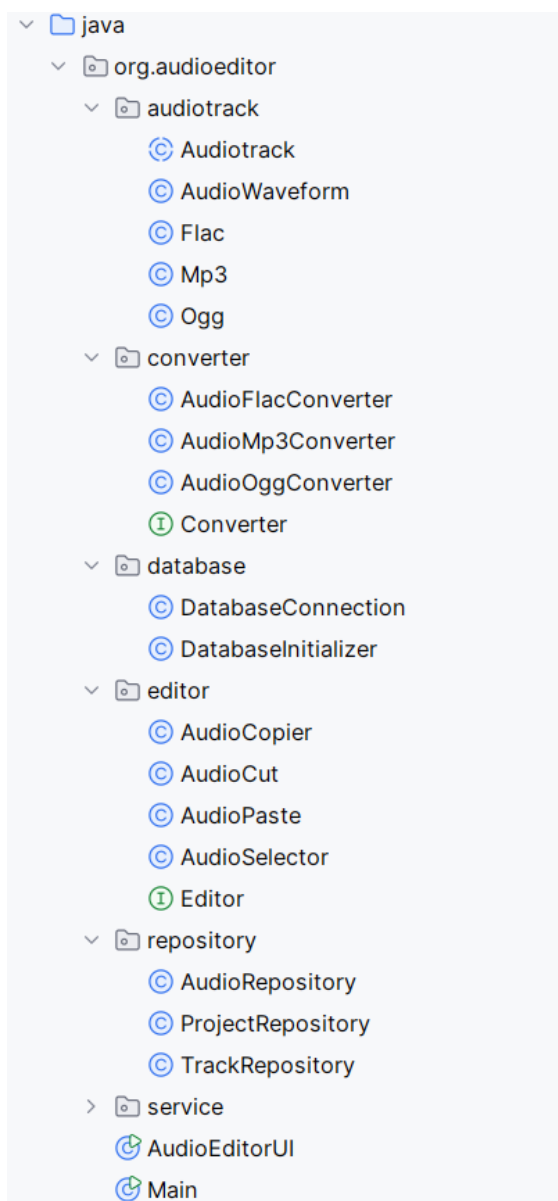 java
org.audioeditor
audiotrack
Audiotrack
AudioWaveform
Flac
Mp3
Ogg
converter
AudioFlacConverter
AudioMp3Converter
AudioOggConverter
Converter
database
DatabaseConnection
DatabaseInitializer
editor
AudioCopier
AudioCut
AudioPaste
AudioSelector
Editor
repository
AudioRepository
ProjectRepository
TrackRepository
service
AudioEditorUI
Main